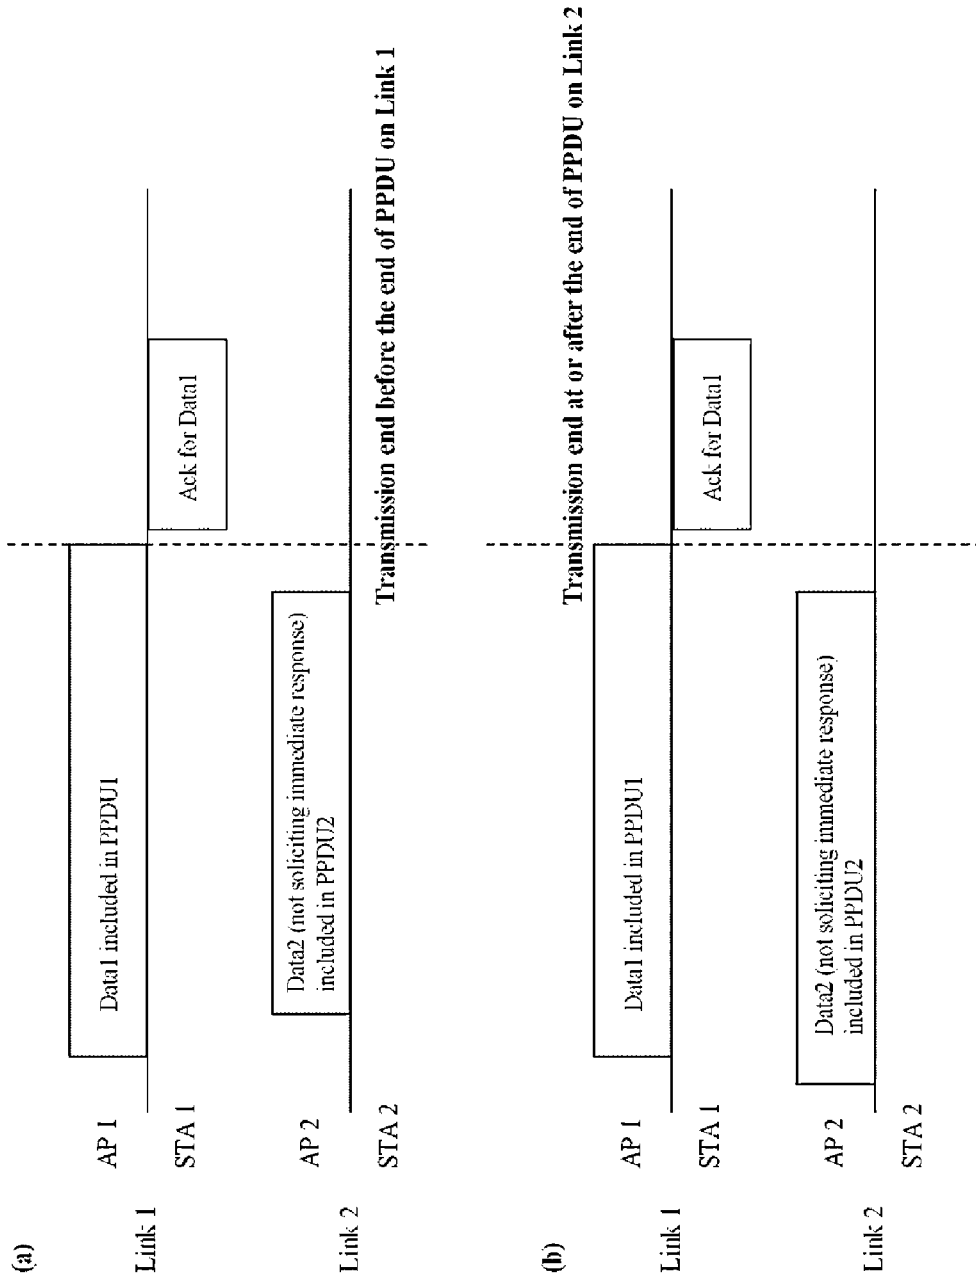 (a)
Link 1
AP 1
STA 1
Data1 included in PPDU1
Ack for Data1
Link 2
AP 2
STA 2
Data2 (not soliciting immediate response)
included in PPDU2
Transmission end before the end of PPDU on Link 1
(b)
Transmission end at or after the end of PPDU on Link 2
Link 1
AP 1
STA 1
Data1 included in PPDU1
Ack for Data1
Link 2
AP 2
STA 2
Data2 (not soliciting immediate response)
included in PPDU2